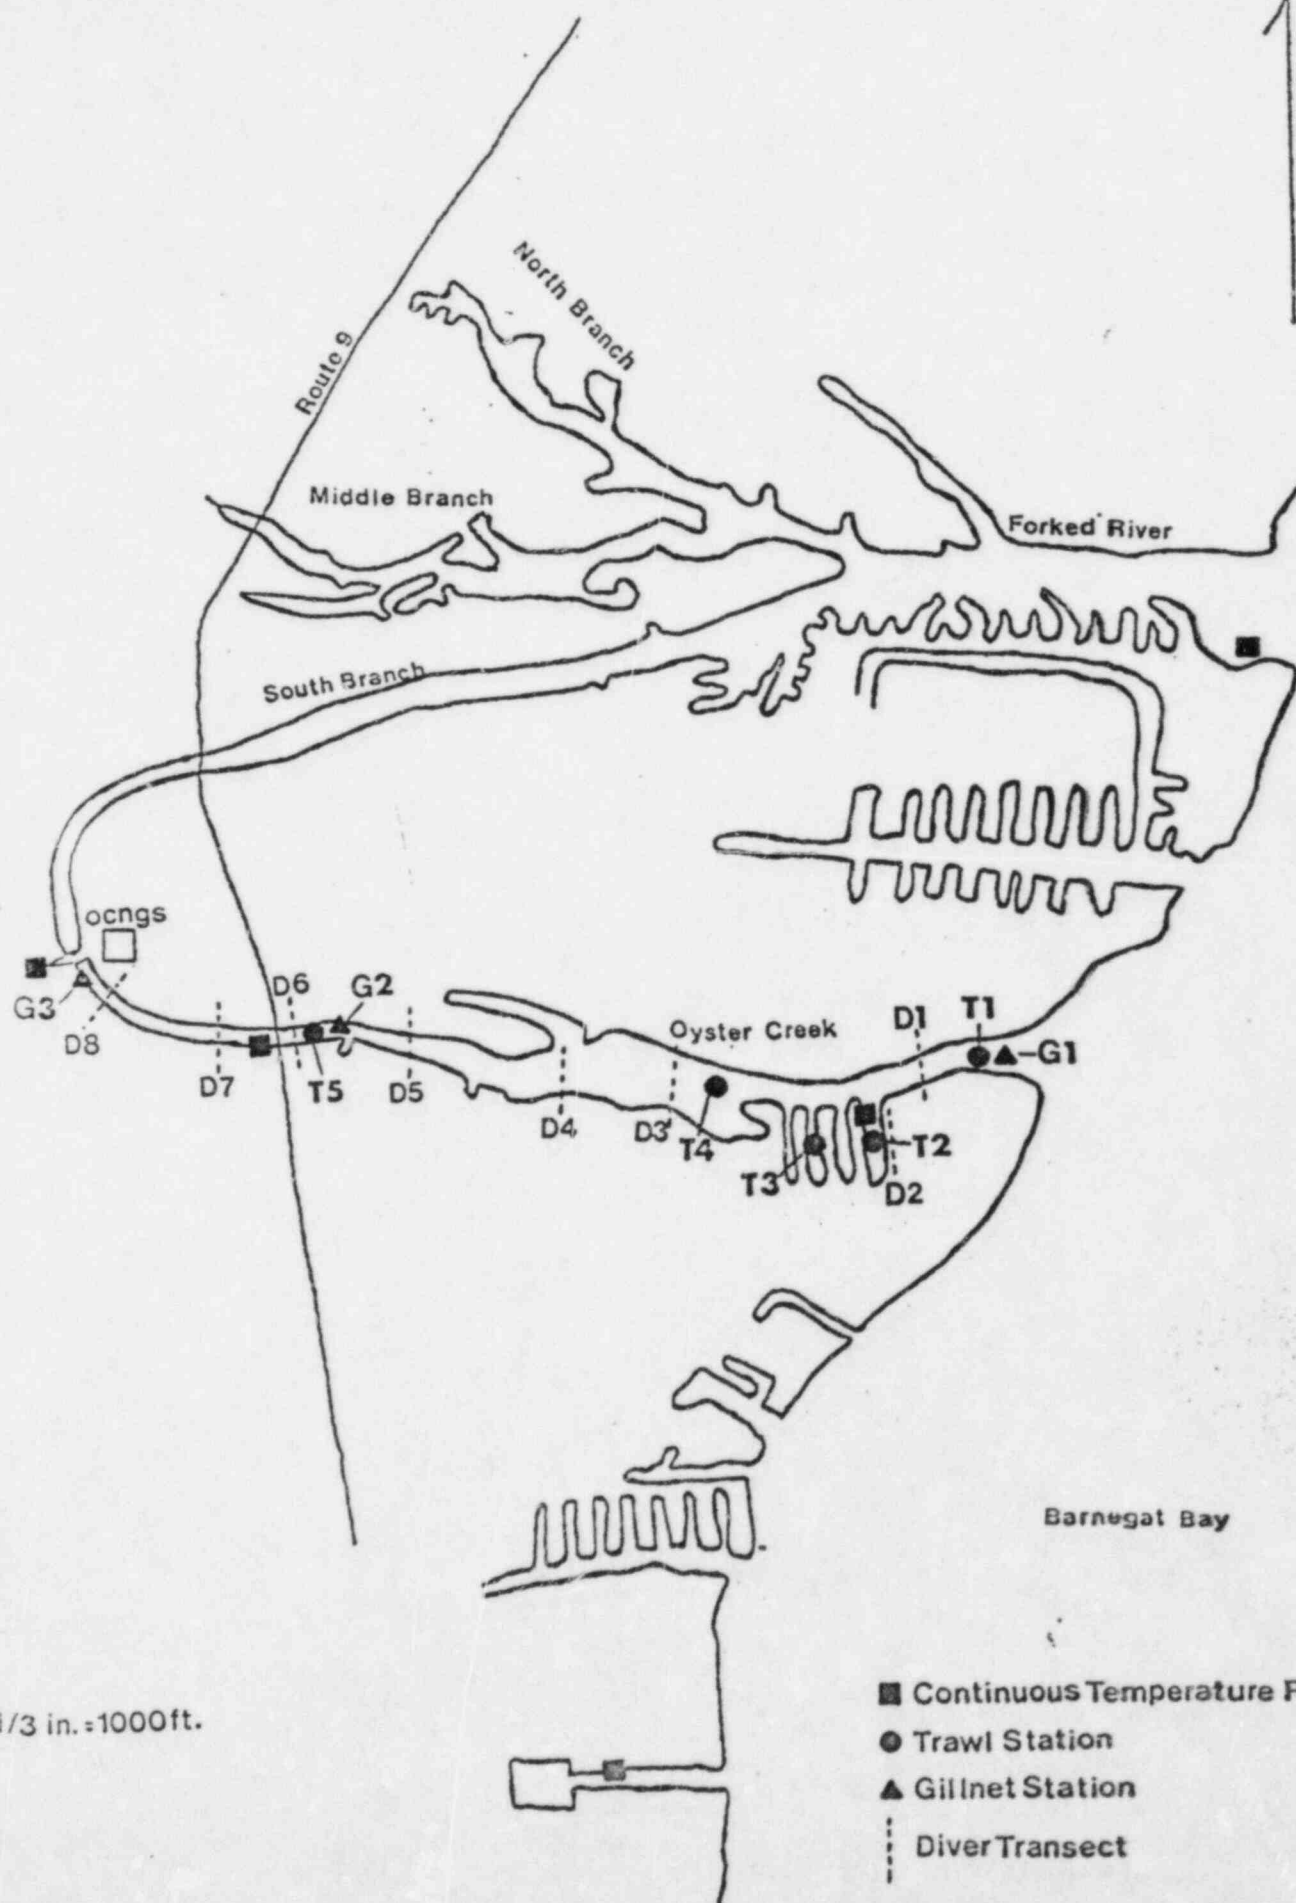 North Branch
Route 9
Middle Branch
Forked River
South Branch
ocngs
G3
D8
D7
D6
T5
G2
D5
D4
Oyster Creek
D3
T4
T3
D1
T1
G1
T2
D2
Barnegat Bay
1/3 in.=1000ft.
Continuous Temperature
Trawl Station
Gillnet Station
Diver Transect